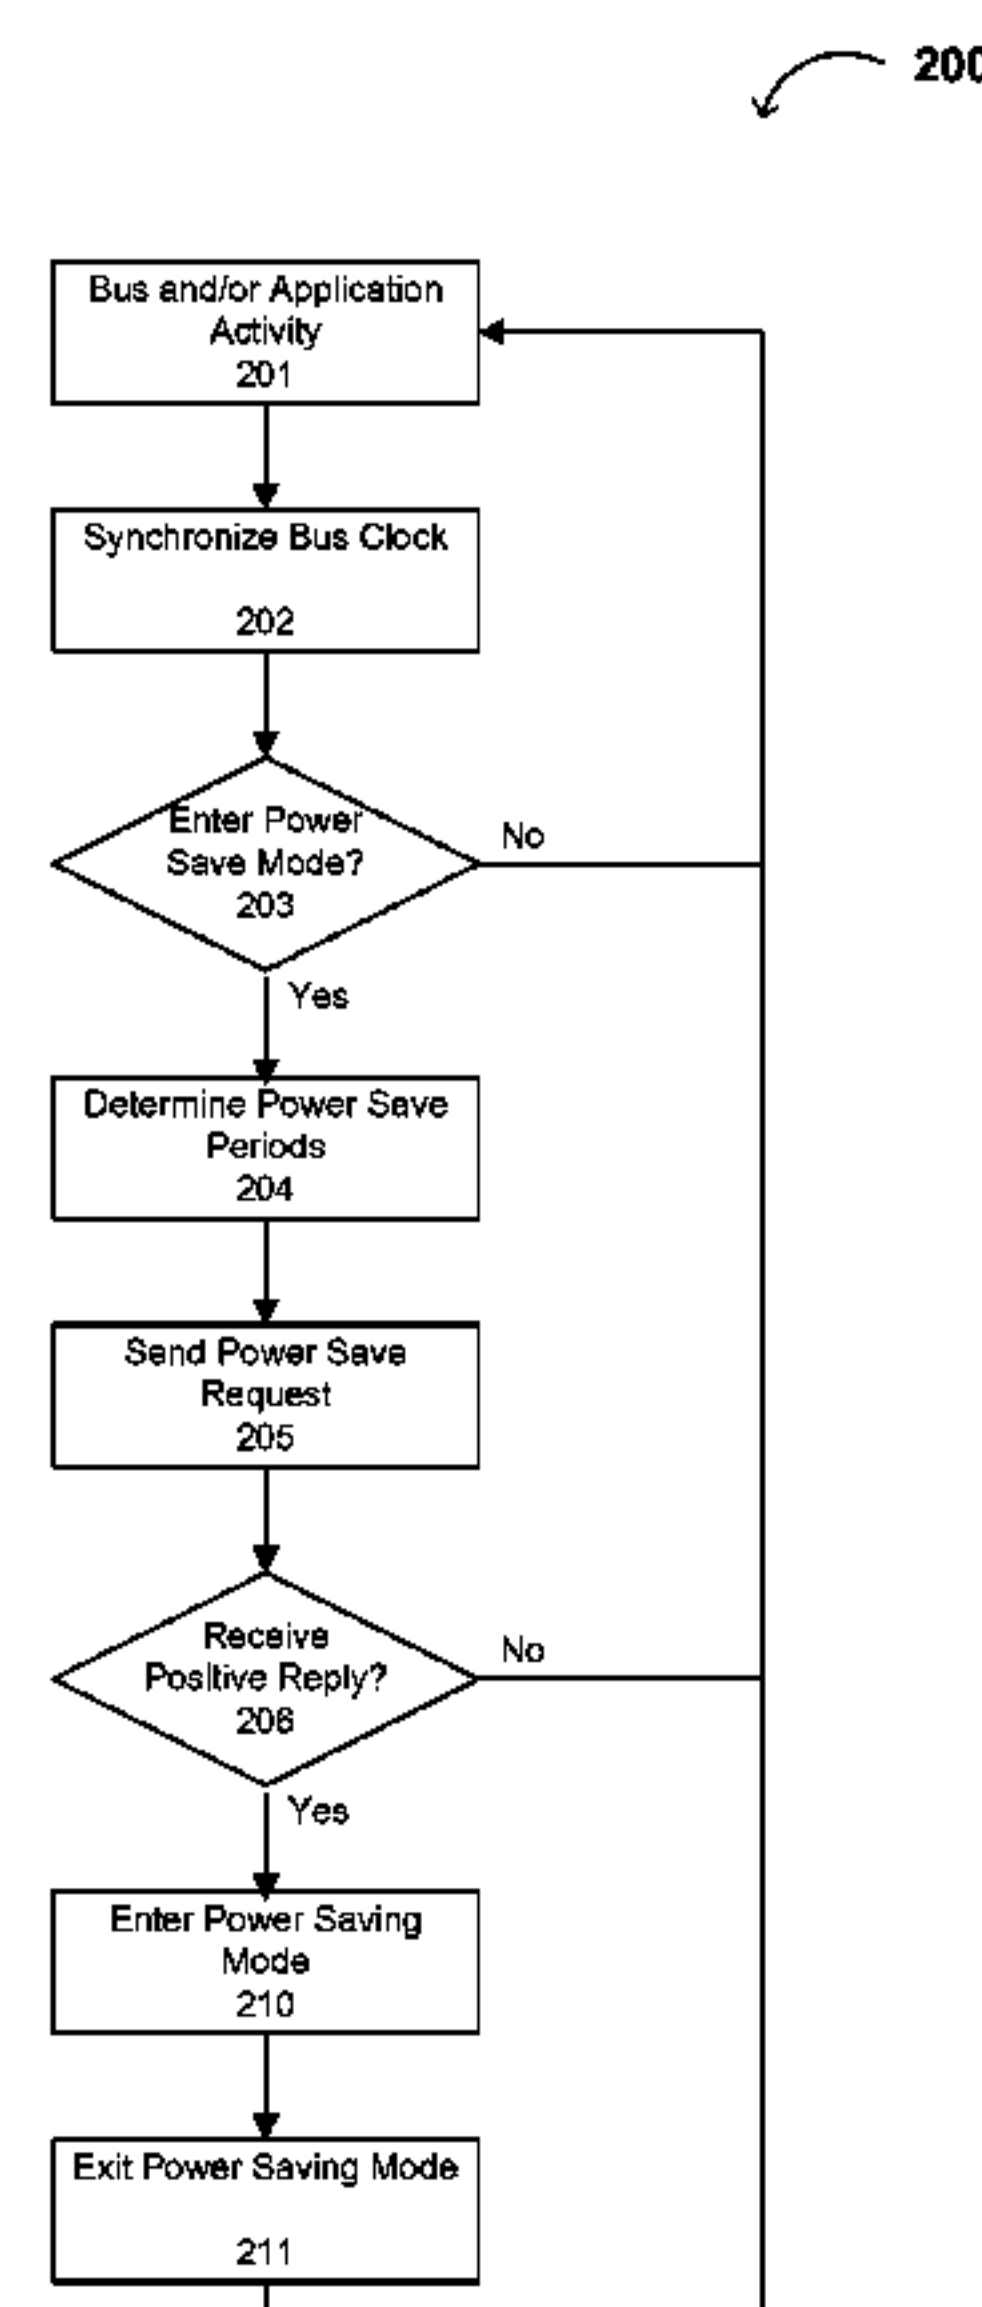 200
Bus and/or Application
Activity
201
Synchronize Bus Clock
202
Enter Power
Save Mode?
203
No
Yes
Determine Power Save
Periods
204
Send Power Save
Request
205
Receive
Positive Reply?
206
No
Yes
Enter Power Saving
Mode
210
Exit Power Saving Mode
211